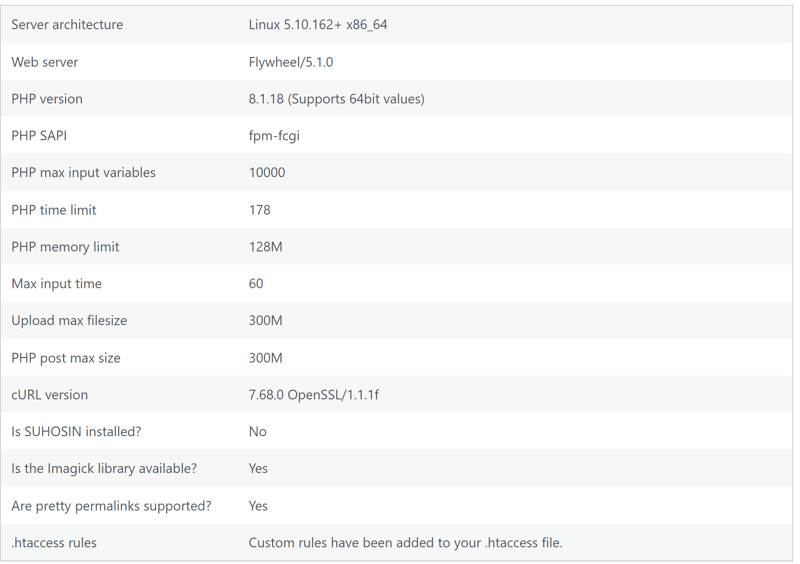 Server architecture Linux 5.10.162+ x86_64
Web server Flywheel/5.1.0
PHP version 8.1.18 (Supports 64bit values)
PHP SAPI fpm-fcgi
PHP max input variables 10000
PHP time limit 178
PHP memory limit 128M
Max input time 60
Upload max filesize 300M
PHP post max size 300M
cURL version 7.68.0 OpenSSL/1.1.1f
Is SUHOSIN installed? No
Is the Imagick library available? Yes
Are pretty permalinks supported? Yes
.htaccess rules Custom rules have been added to your .htaccess file.